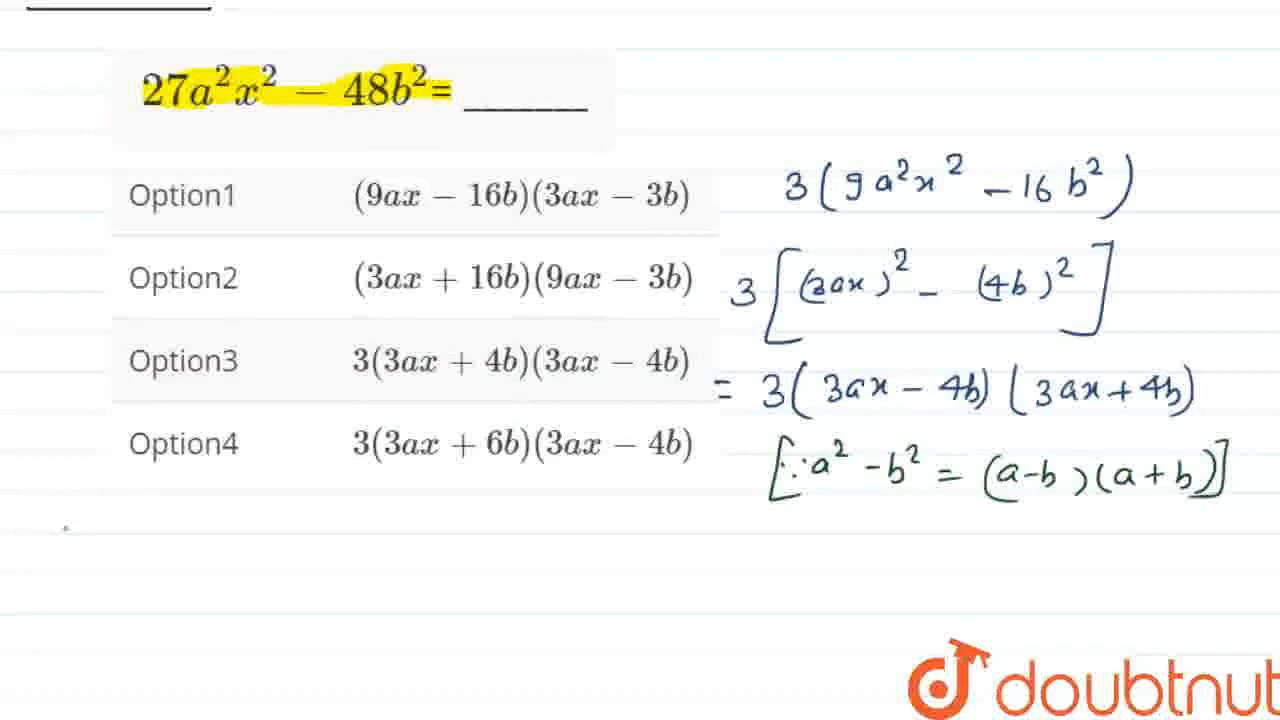 27a²x² − 48b² = ______
Option1 (9ax − 16b)(3ax − 3b)
Option2 (3ax + 16b)(9ax − 3b)
Option3 3(3ax + 4b)(3ax − 4b)
Option4 3(3ax + 6b)(3ax − 4b)
3(9a²x² − 16b²)
3[(3ax)² − (4b)²]
= 3(3ax − 4b)(3ax + 4b)
[∵ a² − b² = (a − b)(a + b)]
doubtnut